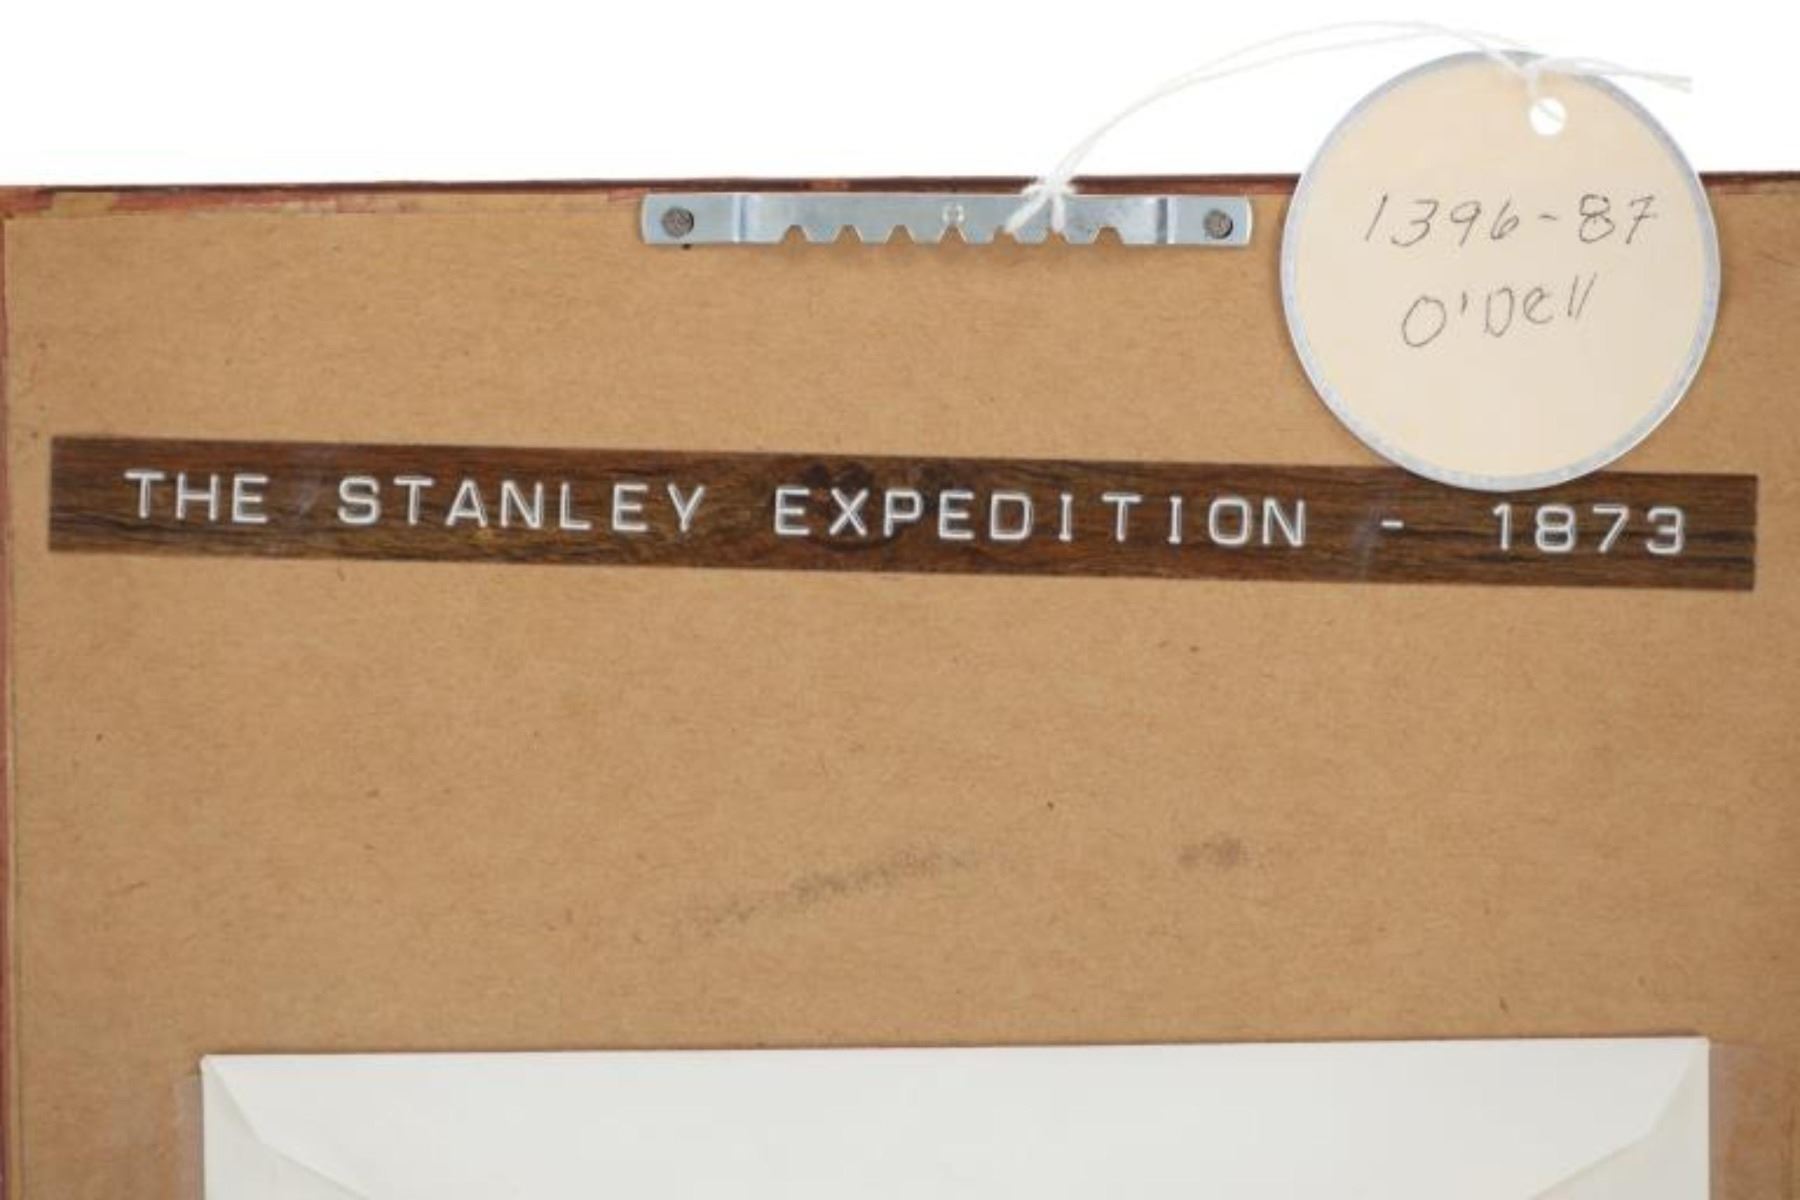 1396-87
O'Dell
THE STANLEY EXPEDITION - 1873